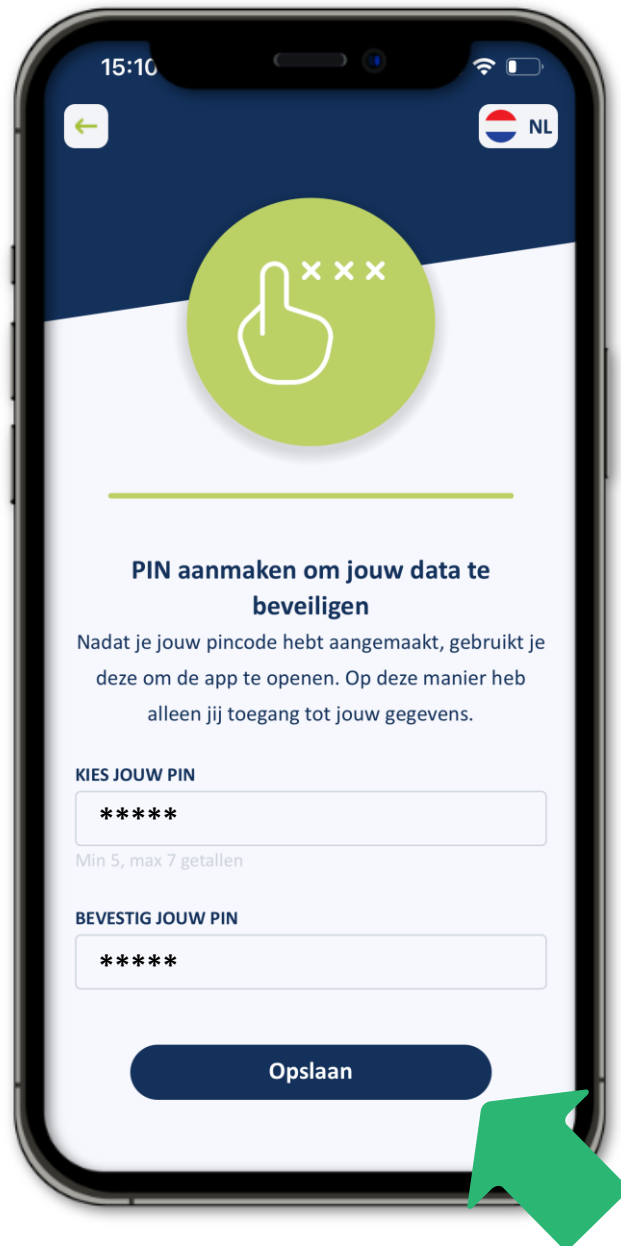 15:10
NL
PIN aanmaken om jouw data te
beveiligen
Nadat je jouw pincode hebt aangemaakt, gebruikt je
deze om de app te openen. Op deze manier heb
alleen jij toegang tot jouw gegevens.
KIES JOUW PIN
*****
Min 5, max 7 getallen
BEVESTIG JOUW PIN
*****
Opslaan